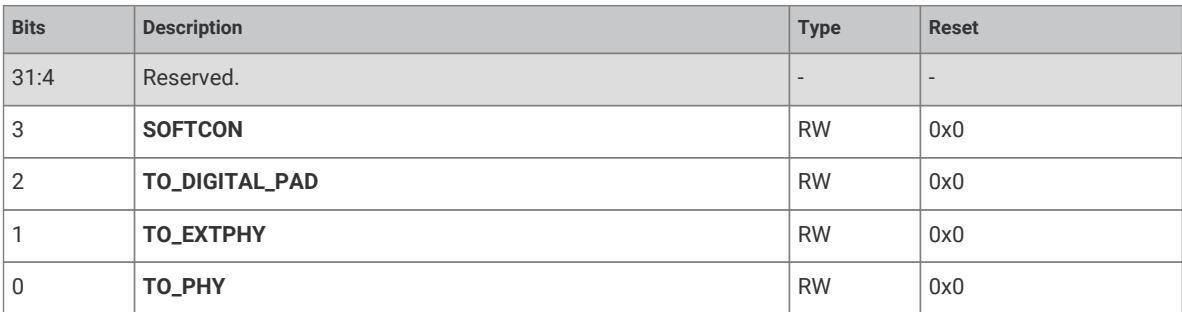 Bits Description Type Reset
31:4 Reserved. - -
3 SOFTCON RW 0x0
2 TO_DIGITAL_PAD RW 0x0
1 TO_EXTPHY RW 0x0
0 TO_PHY RW 0x0